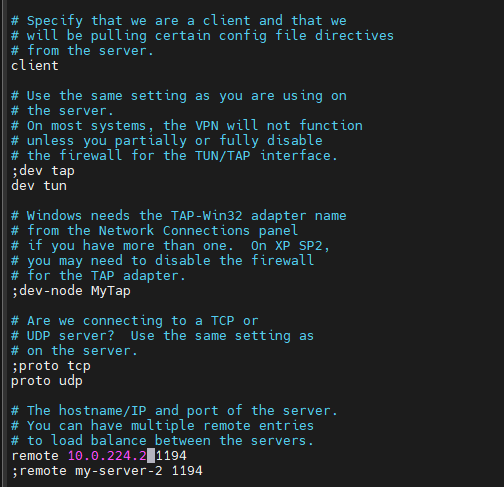 # Specify that we are a client and that we
# will be pulling certain config file directives
# from the server.
client
# Use the same setting as you are using on
# the server.
# On most systems, the VPN will not function
# unless you partially or fully disable
# the firewall for the TUN/TAP interface.
;dev tap
dev tun
# Windows needs the TAP-Win32 adapter name
# from the Network Connections panel
# if you have more than one.  On XP SP2,
# you may need to disable the firewall
# for the TAP adapter.
;dev-node MyTap
# Are we connecting to a TCP or
# UDP server?  Use the same setting as
# on the server.
;proto tcp
proto udp
# The hostname/IP and port of the server.
# You can have multiple remote entries
# to load balance between the servers.
remote 10.0.224.2 1194
;remote my-server-2 1194